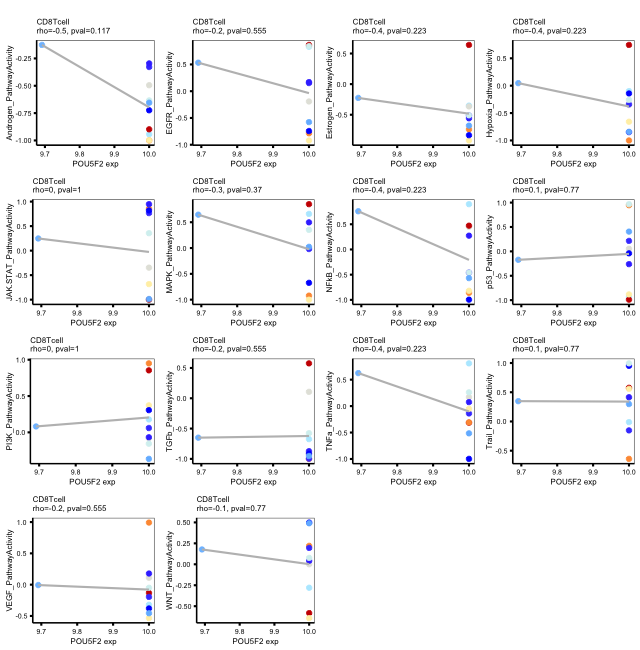 CD8Tcell
rho=-0.5, pval=0.117
Androgen_PathwayActivity
-0.25
-0.50
-0.75
-1.00
9.7 9.8 9.9 10.0
POU5F2 exp
CD8Tcell
rho=-0.2, pval=0.555
EGFR_PathwayActivity
0.5
0.0
-0.5
-1.0
9.7 9.8 9.9 10.0
POU5F2 exp
CD8Tcell
rho=-0.4, pval=0.223
Estrogen_PathwayActivity
0.5
0.0
-0.5
9.7 9.8 9.9 10.0
POU5F2 exp
CD8Tcell
rho=-0.4, pval=0.223
Hypoxia_PathwayActivity
0.5
0.0
-0.5
-1.0
9.7 9.8 9.9 10.0
POU5F2 exp
CD8Tcell
rho=0, pval=1
JAK-STAT_PathwayActivity
1.0
0.5
0.0
-0.5
-1.0
9.7 9.8 9.9 10.0
POU5F2 exp
CD8Tcell
rho=-0.3, pval=0.37
MAPK_PathwayActivity
0.5
0.0
-0.5
-1.0
9.7 9.8 9.9 10.0
POU5F2 exp
CD8Tcell
rho=-0.4, pval=0.223
NFkB_PathwayActivity
0.5
0.0
-0.5
-1.0
9.7 9.8 9.9 10.0
POU5F2 exp
CD8Tcell
rho=0.1, pval=0.77
p53_PathwayActivity
1.0
0.5
0.0
-0.5
-1.0
9.7 9.8 9.9 10.0
POU5F2 exp
CD8Tcell
rho=0, pval=1
PI3K_PathwayActivity
1.0
0.5
0.0
9.7 9.8 9.9 10.0
POU5F2 exp
CD8Tcell
rho=-0.2, pval=0.555
TGFb_PathwayActivity
0.5
0.0
-0.5
-1.0
9.7 9.8 9.9 10.0
POU5F2 exp
CD8Tcell
rho=-0.4, pval=0.223
TNFa_PathwayActivity
0.5
0.0
-0.5
-1.0
9.7 9.8 9.9 10.0
POU5F2 exp
CD8Tcell
rho=0.1, pval=0.77
Trail_PathwayActivity
1.0
0.5
0.0
-0.5
9.7 9.8 9.9 10.0
POU5F2 exp
CD8Tcell
rho=-0.2, pval=0.555
VEGF_PathwayActivity
1.0
0.5
0.0
-0.5
9.7 9.8 9.9 10.0
POU5F2 exp
CD8Tcell
rho=-0.1, pval=0.77
WNT_PathwayActivity
0.50
0.25
0.00
-0.25
-0.50
9.7 9.8 9.9 10.0
POU5F2 exp